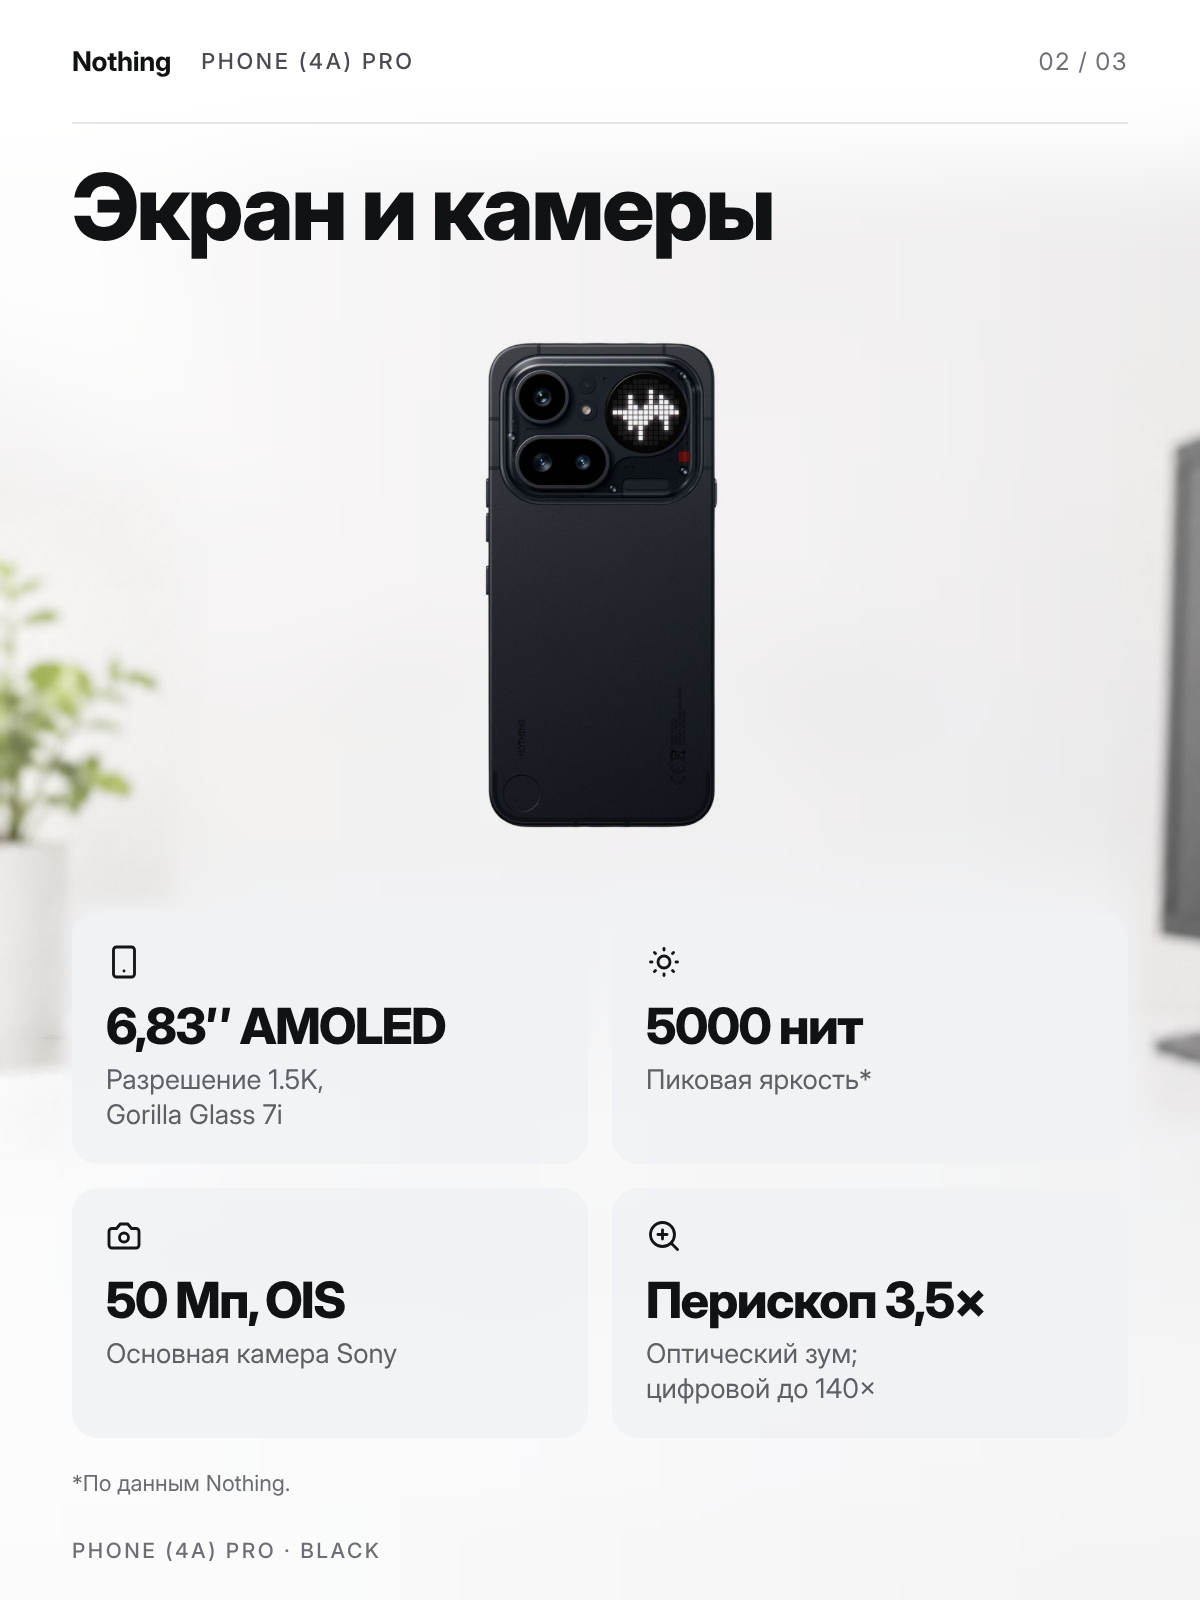 Nothing PHONE (4A) PRO 02 / 03
Экран и камеры
NOTHING
6,83″ AMOLED
Разрешение 1.5K,
Gorilla Glass 7i
5000 нит
Пиковая яркость*
50 Мп, OIS
Основная камера Sony
Перископ 3,5×
Оптический зум;
цифровой до 140×
*По данным Nothing.
PHONE (4A) PRO · BLACK